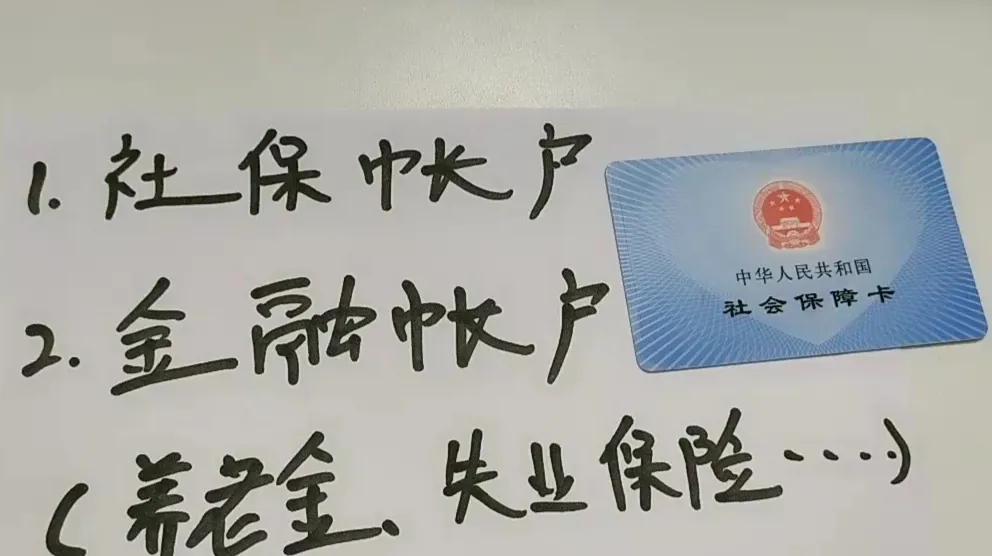 1. 社保帐户
2. 金融帐户
(养老金、失业保险·····)
中华人民共和国
社会保障卡